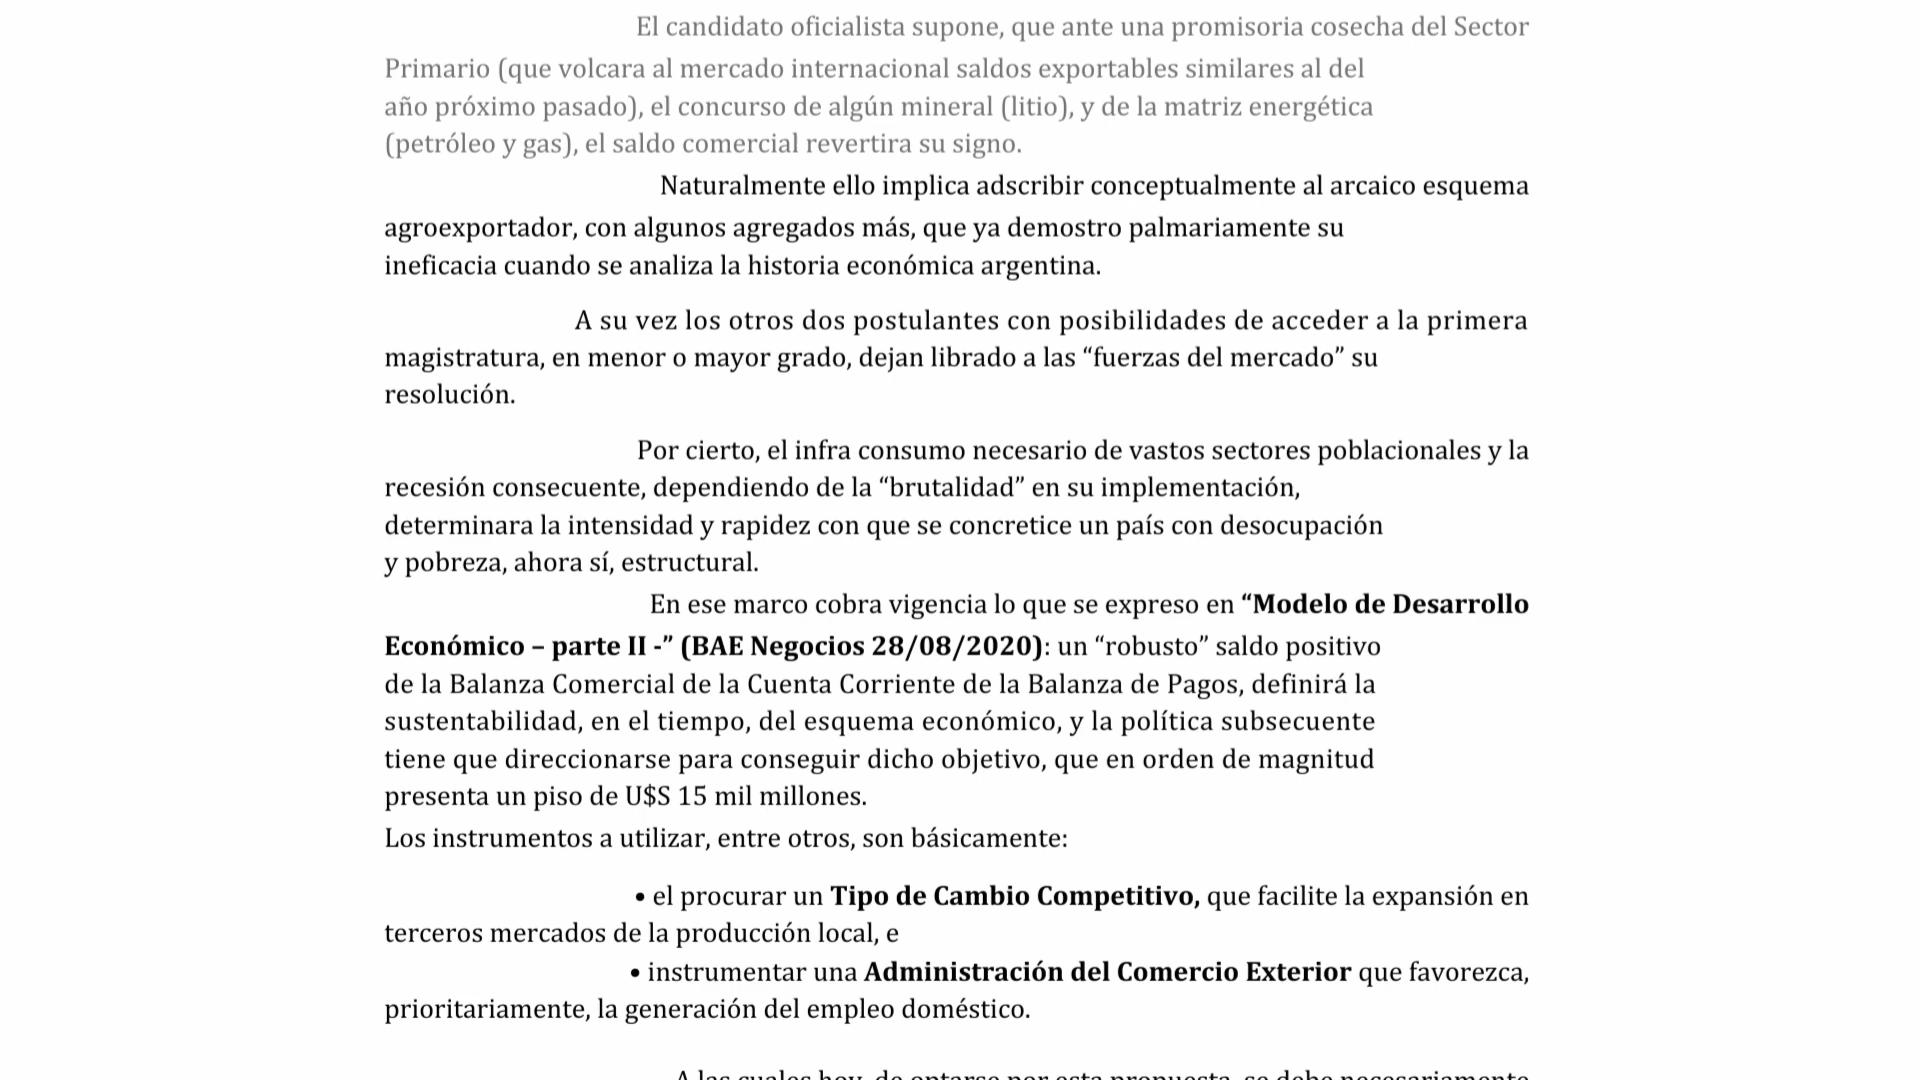 El candidato oficialista supone, que ante una promisoria cosecha del Sector
Primario (que volcara al mercado internacional saldos exportables similares al del
año próximo pasado), el concurso de algún mineral (litio), y de la matriz energética
(petróleo y gas), el saldo comercial revertira su signo.
Naturalmente ello implica adscribir conceptualmente al arcaico esquema
agroexportador, con algunos agregados más, que ya demostro palmariamente su
ineficacia cuando se analiza la historia económica argentina.
A su vez los otros dos postulantes con posibilidades de acceder a la primera
magistratura, en menor o mayor grado, dejan librado a las “fuerzas del mercado” su
resolución.
Por cierto, el infra consumo necesario de vastos sectores poblacionales y la
recesión consecuente, dependiendo de la “brutalidad” en su implementación,
determinara la intensidad y rapidez con que se concretice un país con desocupación
y pobreza, ahora sí, estructural.
En ese marco cobra vigencia lo que se expreso en “Modelo de Desarrollo
Económico – parte II -” (BAE Negocios 28/08/2020): un “robusto” saldo positivo
de la Balanza Comercial de la Cuenta Corriente de la Balanza de Pagos, definirá la
sustentabilidad, en el tiempo, del esquema económico, y la política subsecuente
tiene que direccionarse para conseguir dicho objetivo, que en orden de magnitud
presenta un piso de U$S 15 mil millones.
Los instrumentos a utilizar, entre otros, son básicamente:
• el procurar un Tipo de Cambio Competitivo, que facilite la expansión en
terceros mercados de la producción local, e
• instrumentar una Administración del Comercio Exterior que favorezca,
prioritariamente, la generación del empleo doméstico.
A las cuales hoy, de optarse por esta propuesta, se debe necesariamente